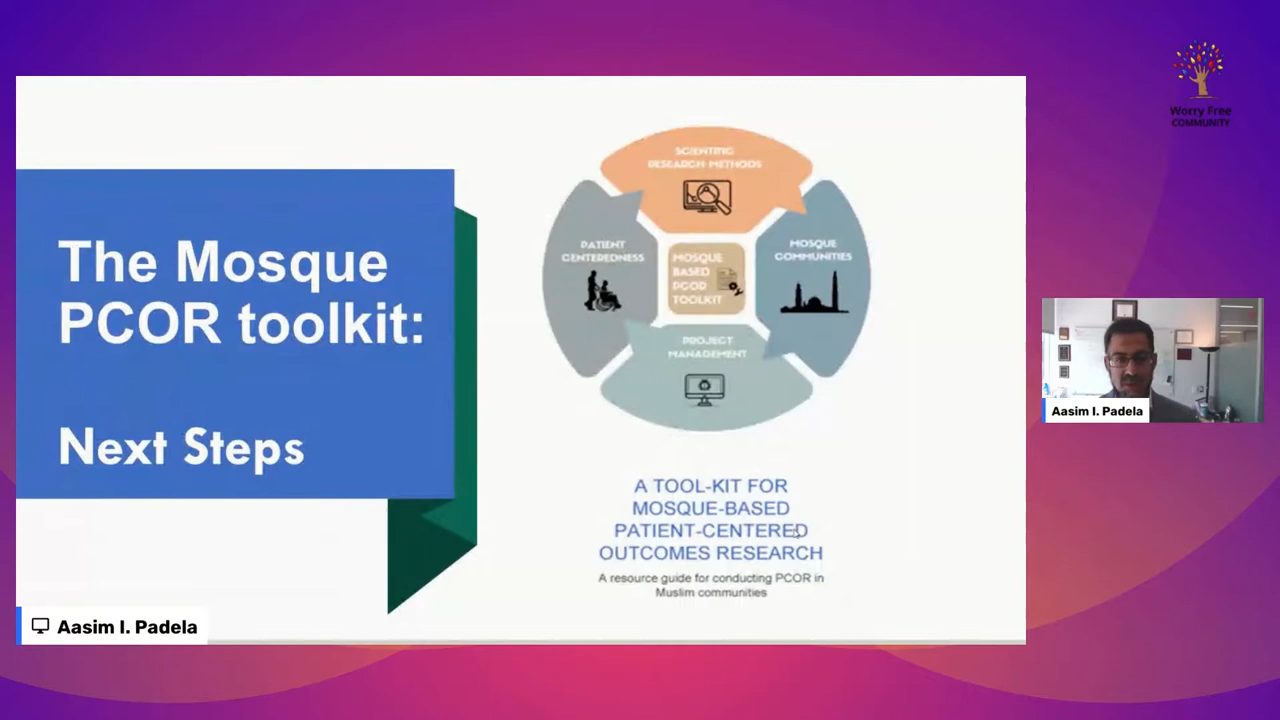 Worry Free
COMMUNITY
The Mosque
PCOR toolkit:
Next Steps
SCIENTIFIC
RESEARCH METHODS
PATIENT
CENTEREDNESS
MOSQUE
COMMUNITIES
MOSQUE
BASED
PCOR
TOOLKIT
PROJECT
MANAGEMENT
A TOOL-KIT FOR
MOSQUE-BASED
PATIENT-CENTERED
OUTCOMES RESEARCH
A resource guide for conducting PCOR in
Muslim communities
Aasim I. Padela
Aasim I. Padela